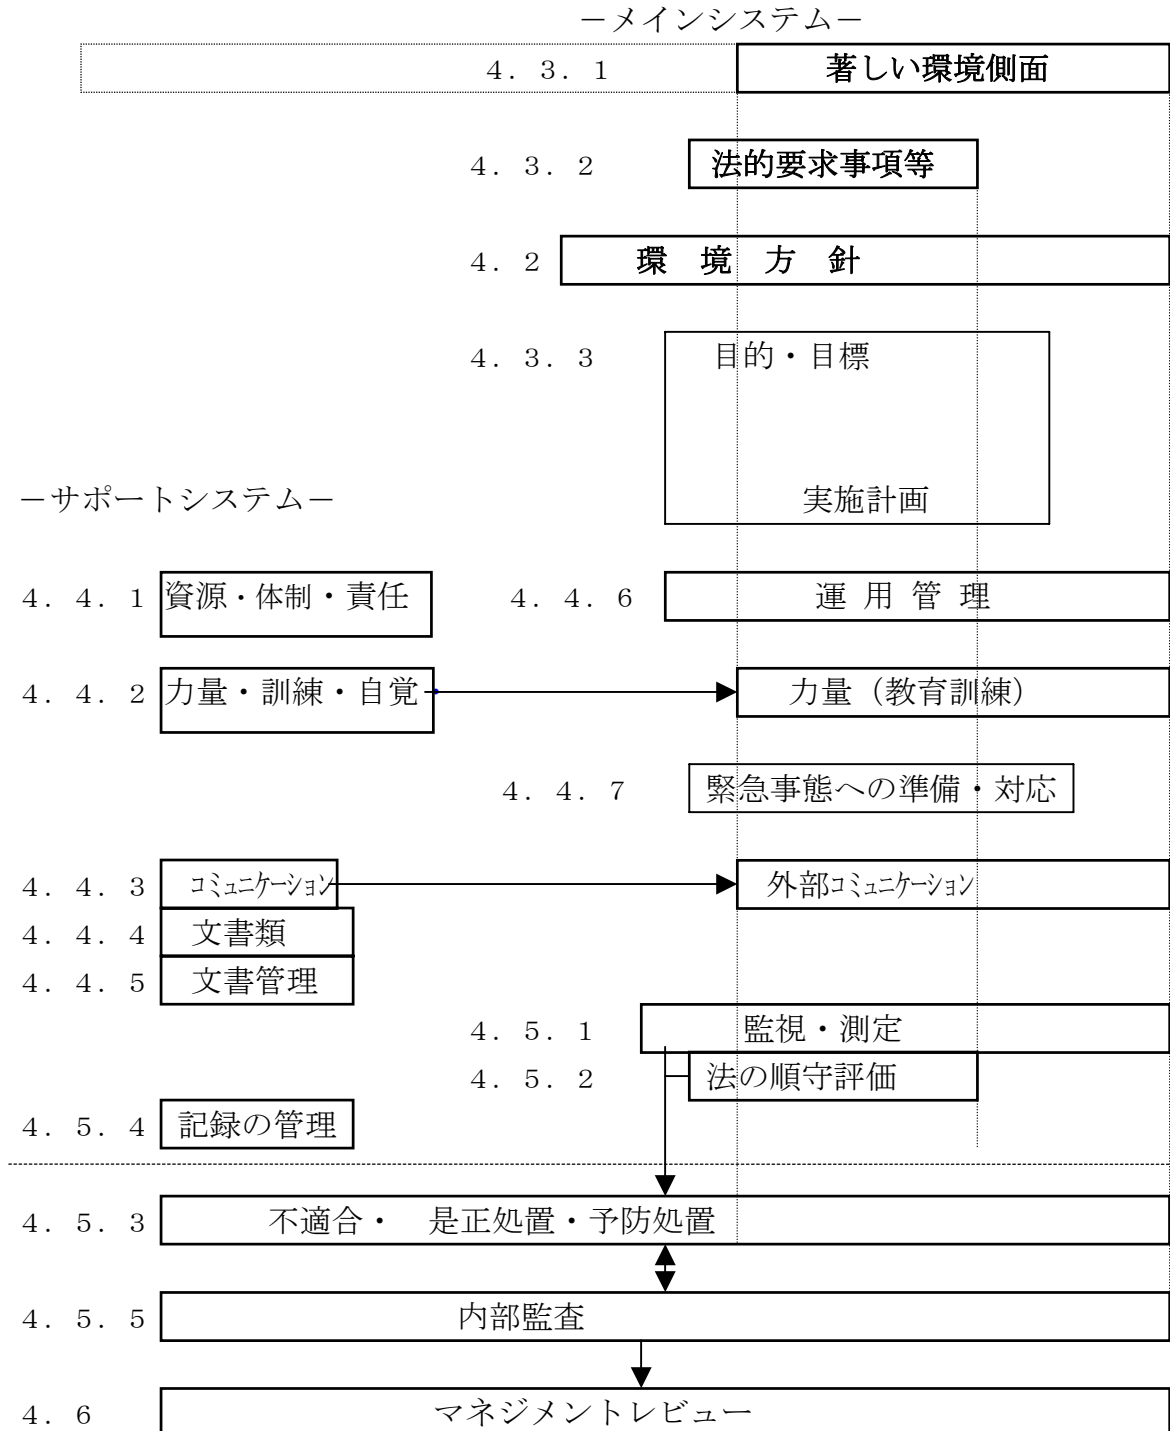 －メインシステム－
４．３．１　著しい環境側面
４．３．２　法的要求事項等
４．２　環　境　方　針
４．３．３　目的・目標
－サポートシステム－　実施計画
４．４．１　資源・体制・責任　４．４．６　運 用 管 理
４．４．２　力量・訓練・自覚　力量（教育訓練）
４．４．７　緊急事態への準備・対応
４．４．３　ｺﾐｭﾆｹｰｼｮﾝ　外部ｺﾐｭﾆｹｰｼｮﾝ
４．４．４　文書類
４．４．５　文書管理
４．５．１　監視・測定
４．５．２　法の順守評価
４．５．４　記録の管理
４．５．３　不適合・　是正処置・予防処置
４．５．５　内部監査
４．６　マネジメントレビュー